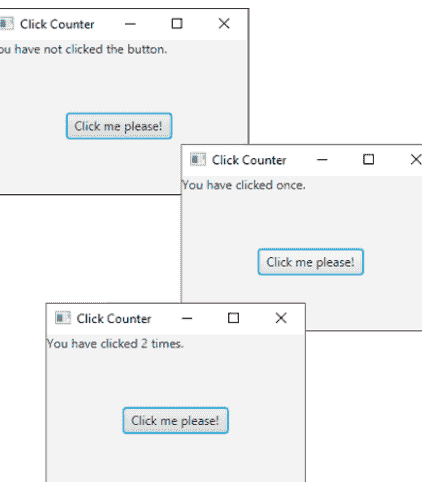 Click Counter
ou have not clicked the button.
Click me please!
Click Counter
You have clicked once.
Click me please!
Click Counter
You have clicked 2 times.
Click me please!